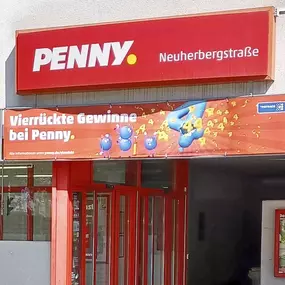 PENNY.
Neuherbergstraße
Vierrückte Gewinne
bei Penny.